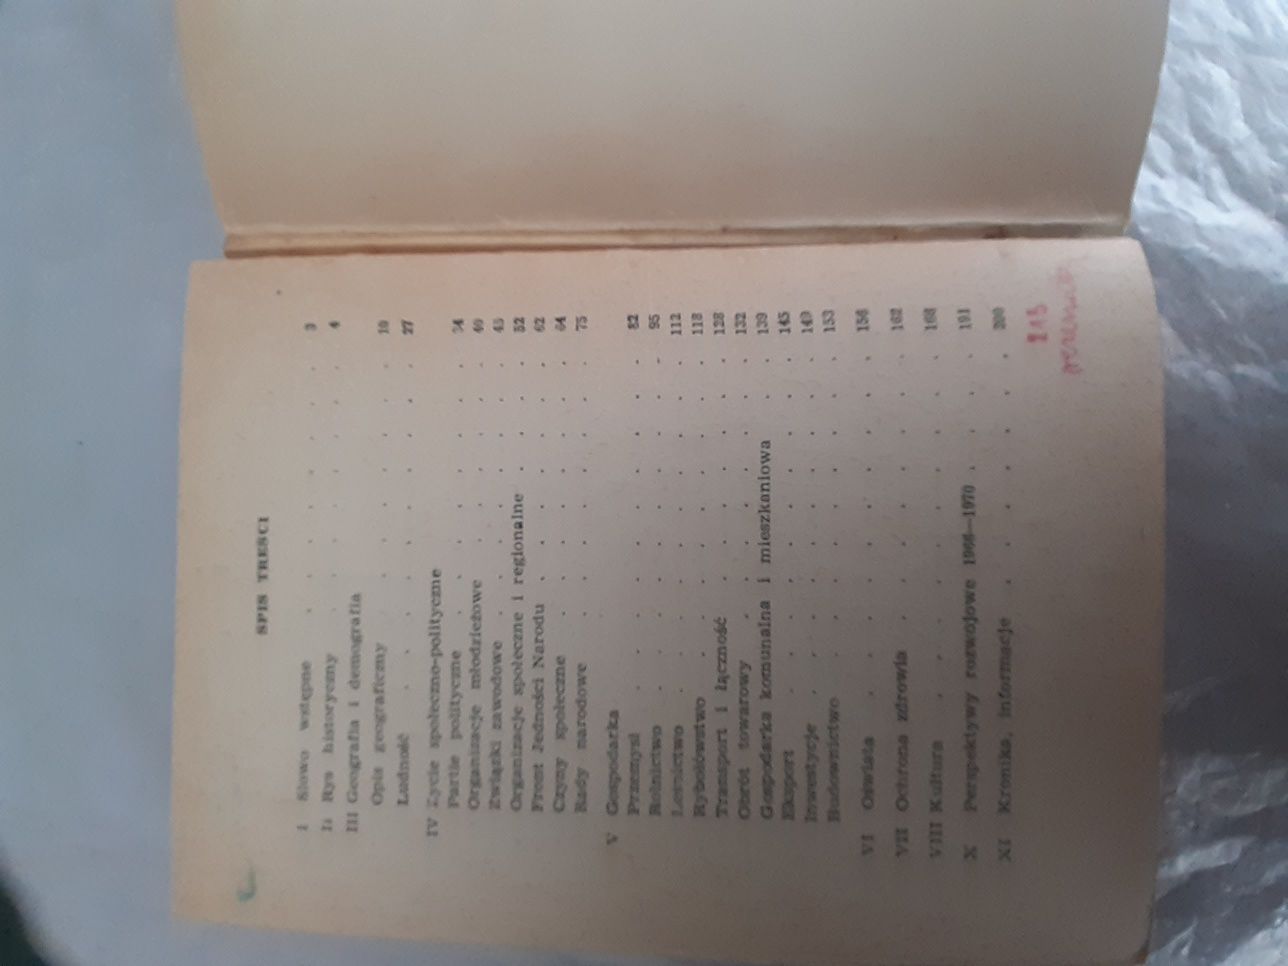 SPIS TREŚCI
I Słowo wstępne . . . . . . . . 3
II Rys historyczny . . . . . . . . 4
III Geografia i demografia
Opis geograficzny . . . . . . . 19
Ludność . . . . . . . . . 27
IV Życie społeczno-polityczne
Partie polityczne . . . . . . . 34
Organizacje młodzieżowe . . . . . . 40
Związki zawodowe . . . . . . . 45
Organizacje społeczne i regionalne . . . . 52
Front Jedności Narodu . . . . . . 62
Czyny społeczne . . . . . . . 64
Rady narodowe . . . . . . . . 75
V Gospodarka
Przemysł . . . . . . . . . 82
Rolnictwo . . . . . . . . . 95
Leśnictwo . . . . . . . . . 112
Rybołówstwo . . . . . . . . 118
Transport i łączność . . . . . . . 128
Obrót towarowy . . . . . . . 132
Gospodarka komunalna i mieszkaniowa . . 139
Eksport . . . . . . . . . 145
Inwestycje . . . . . . . . . 149
Budownictwo . . . . . . . . 153
VI Oświata . . . . . . . . . 156
VII Ochrona zdrowia . . . . . . . 162
VIII Kultura . . . . . . . . . 168
X Perspektywy rozwojowe 1966—1970 . . . 191
XI Kronika, informacje . . . . . . . 200